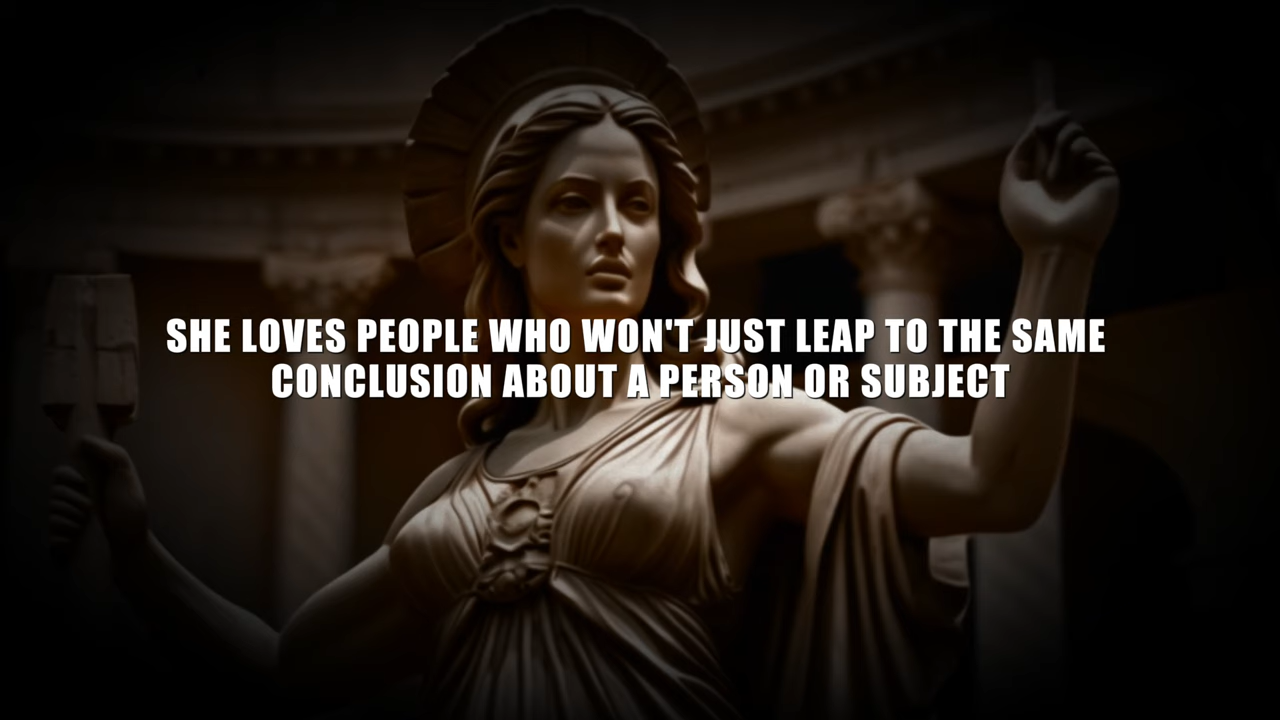 SHE LOVES PEOPLE WHO WON'T JUST LEAP TO THE SAME
CONCLUSION ABOUT A PERSON OR SUBJECT